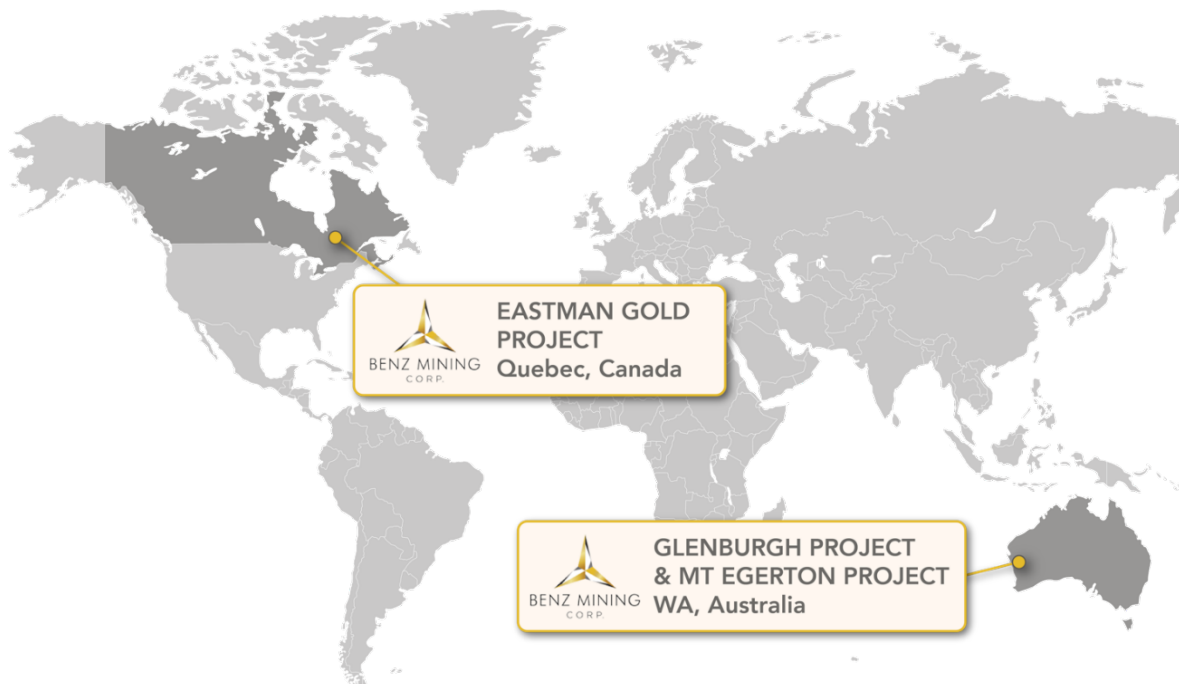 EASTMAN GOLD
PROJECT
Quebec, Canada
BENZ MINING
CORP.
GLENBURGH PROJECT
& MT EGERTON PROJECT
WA, Australia
BENZ MINING
CORP.